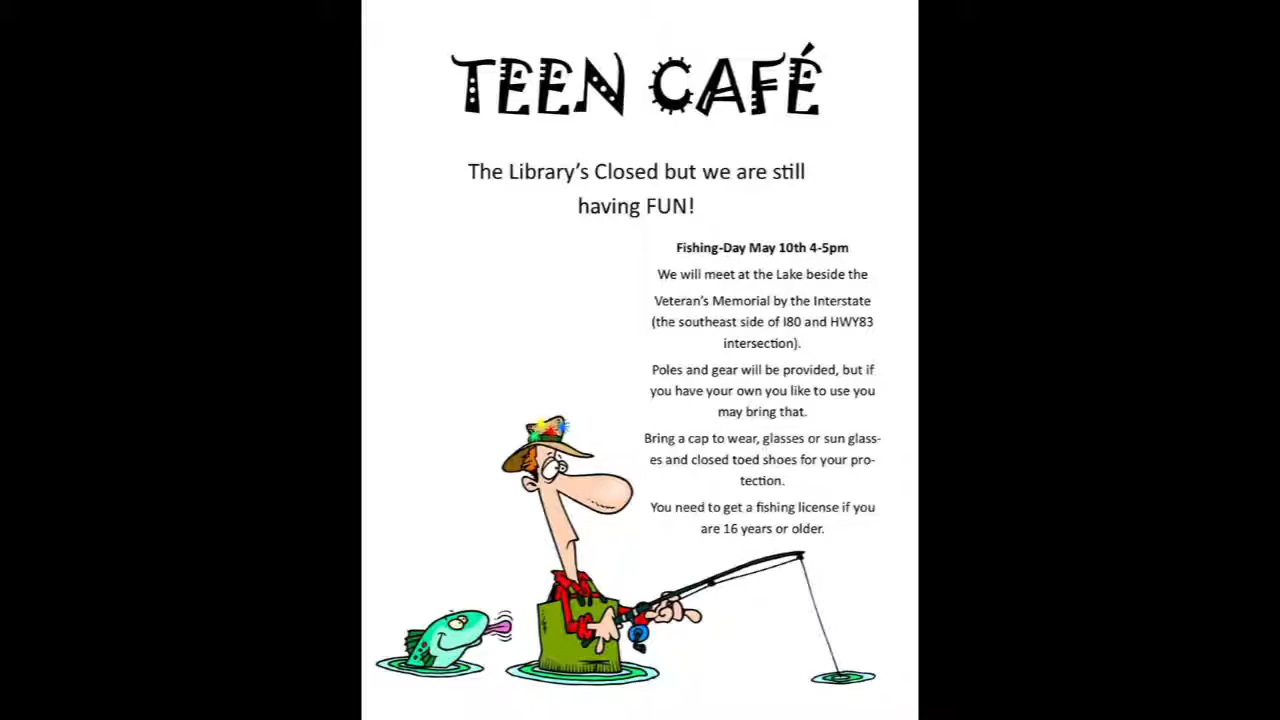 TEEN CAFÉ
The Library's Closed but we are still
having FUN!
Fishing-Day May 10th 4-5pm
We will meet at the Lake beside the
Veteran's Memorial by the Interstate
(the southeast side of I80 and HWY83
intersection).
Poles and gear will be provided, but if
you have your own you like to use you
may bring that.
Bring a cap to wear, glasses or sun glass-
es and closed toed shoes for your pro-
tection.
You need to get a fishing license if you
are 16 years or older.